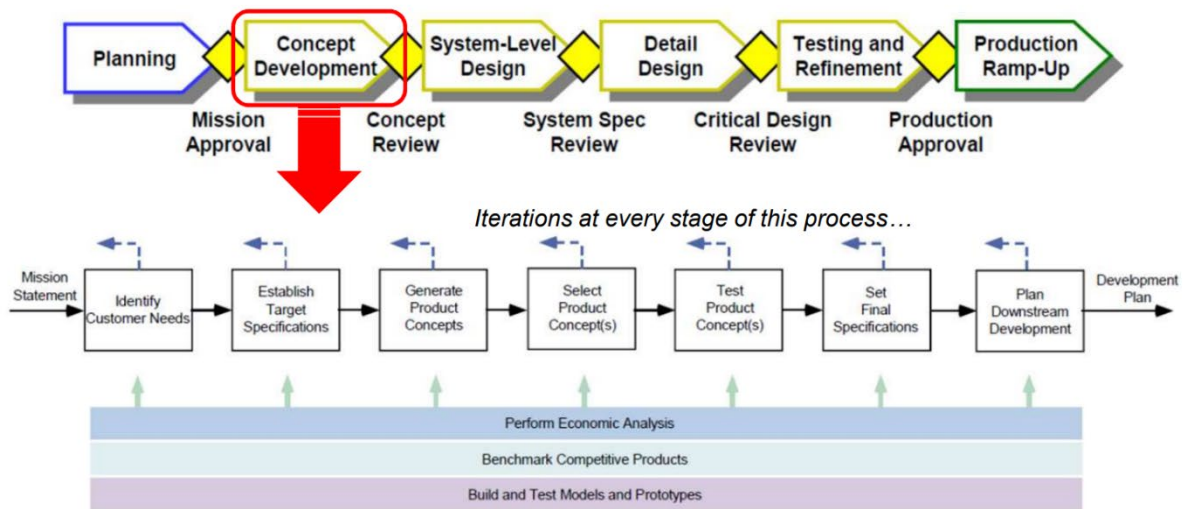 Planning
Concept
Development
System-Level
Design
Detail
Design
Testing and
Refinement
Production
Ramp-Up
Mission
Approval
Concept
Review
System Spec
Review
Critical Design
Review
Production
Approval
Iterations at every stage of this process…
Mission
Statement
Identify
Customer Needs
Establish
Target
Specifications
Generate
Product
Concepts
Select
Product
Concept(s)
Test
Product
Concept(s)
Set
Final
Specifications
Plan
Downstream
Development
Development
Plan
Perform Economic Analysis
Benchmark Competitive Products
Build and Test Models and Prototypes